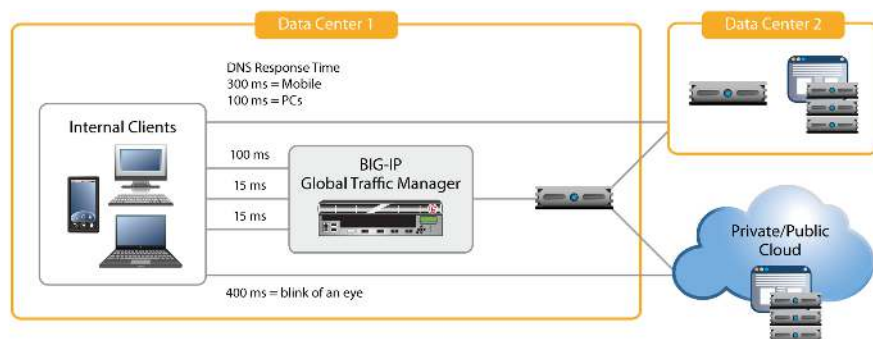 Data Center 1
Data Center 2
DNS Response Time
300 ms = Mobile
100 ms = PCs
Internal Clients
100 ms
15 ms
15 ms
BIG-IP
Global Traffic Manager
Private/Public
Cloud
400 ms = blink of an eye